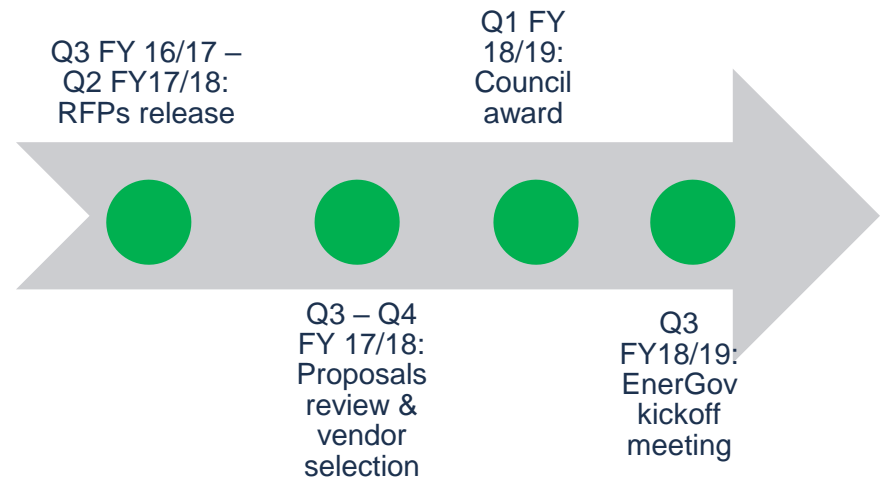 Q3 FY 16/17 –
Q2 FY17/18:
RFPs release
Q3 – Q4
FY 17/18:
Proposals
review &
vendor
selection
Q1 FY
18/19:
Council
award
Q3
FY18/19:
EnerGov
kickoff
meeting